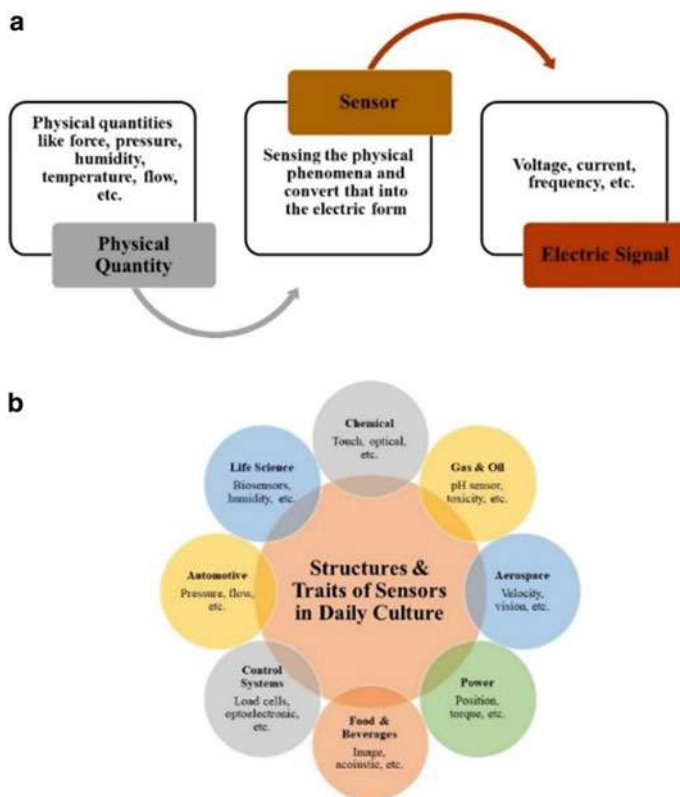 a
Physical quantities
like force, pressure,
humidity,
temperature, flow,
etc.
Physical
Quantity
Sensor
Sensing the physical
phenomena and
convert that into
the electric form
Voltage, current,
frequency, etc.
Electric Signal
b
Chemical
Touch, optical,
etc.
Gas & Oil
pH sensor,
toxicity, etc.
Aerospace
Velocity,
vision, etc.
Power
Position,
torque, etc.
Food &
Beverages
Image,
acoustic, etc.
Control
Systems
Load cells,
optoelectronic,
etc.
Automotive
Pressure, flow,
etc.
Life Science
Biosensors,
humidity, etc.
Structures &
Traits of Sensors
in Daily Culture